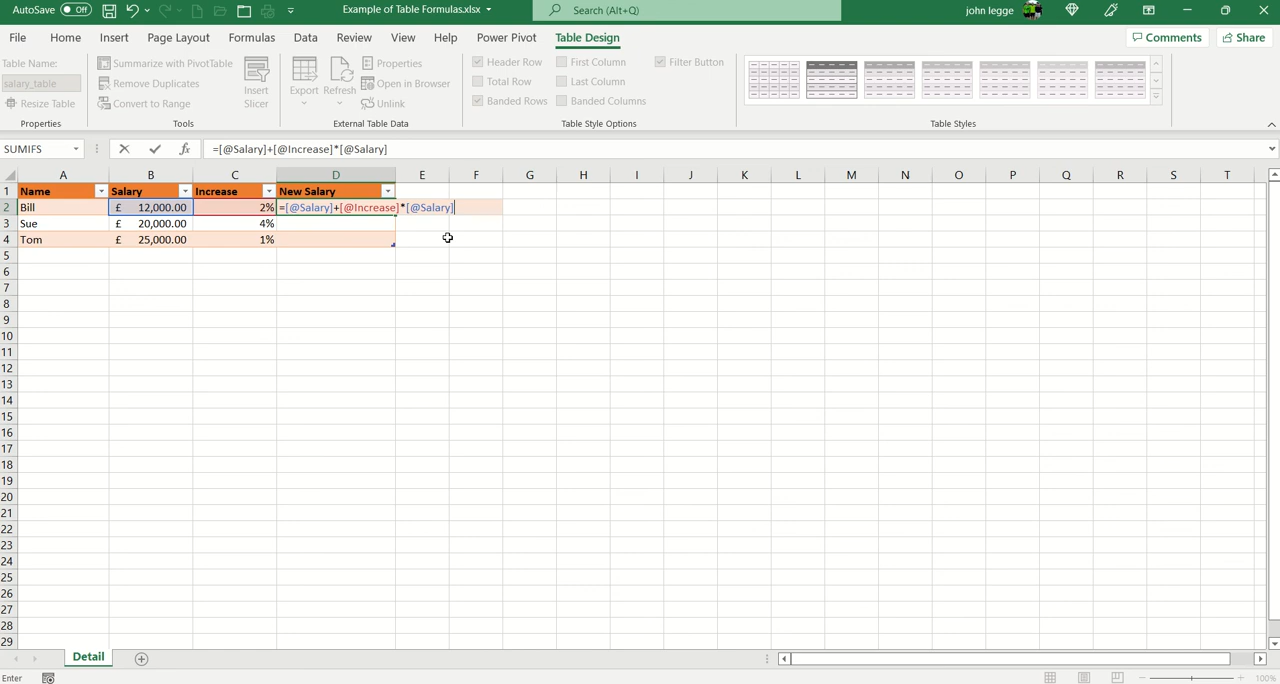 AutoSave Off Example of Table Formulas.xlsx Search (Alt+Q) john legge
File Home Insert Page Layout Formulas Data Review View Help Power Pivot Table Design Comments Share
Table Name:
salary_table
Resize Table
Properties
Summarize with PivotTable
Remove Duplicates
Convert to Range
Insert
Slicer
Tools
Export
Refresh
Properties
Open in Browser
Unlink
External Table Data
Header Row
Total Row
Banded Rows
First Column
Last Column
Banded Columns
Filter Button
Table Style Options
Table Styles
SUMIFS fx =[@Salary]+[@Increase]*[@Salary]
A B C D E F G H I J K L M N O P Q R S T
1 Name Salary Increase New Salary
2 Bill £ 12,000.00 2% =[@Salary]+[@Increase]*[@Salary]
3 Sue £ 20,000.00 4%
4 Tom £ 25,000.00 1%
5
6
7
8
9
10
11
12
13
14
15
16
17
18
19
20
21
22
23
24
25
26
27
28
29
Detail
Enter 100%